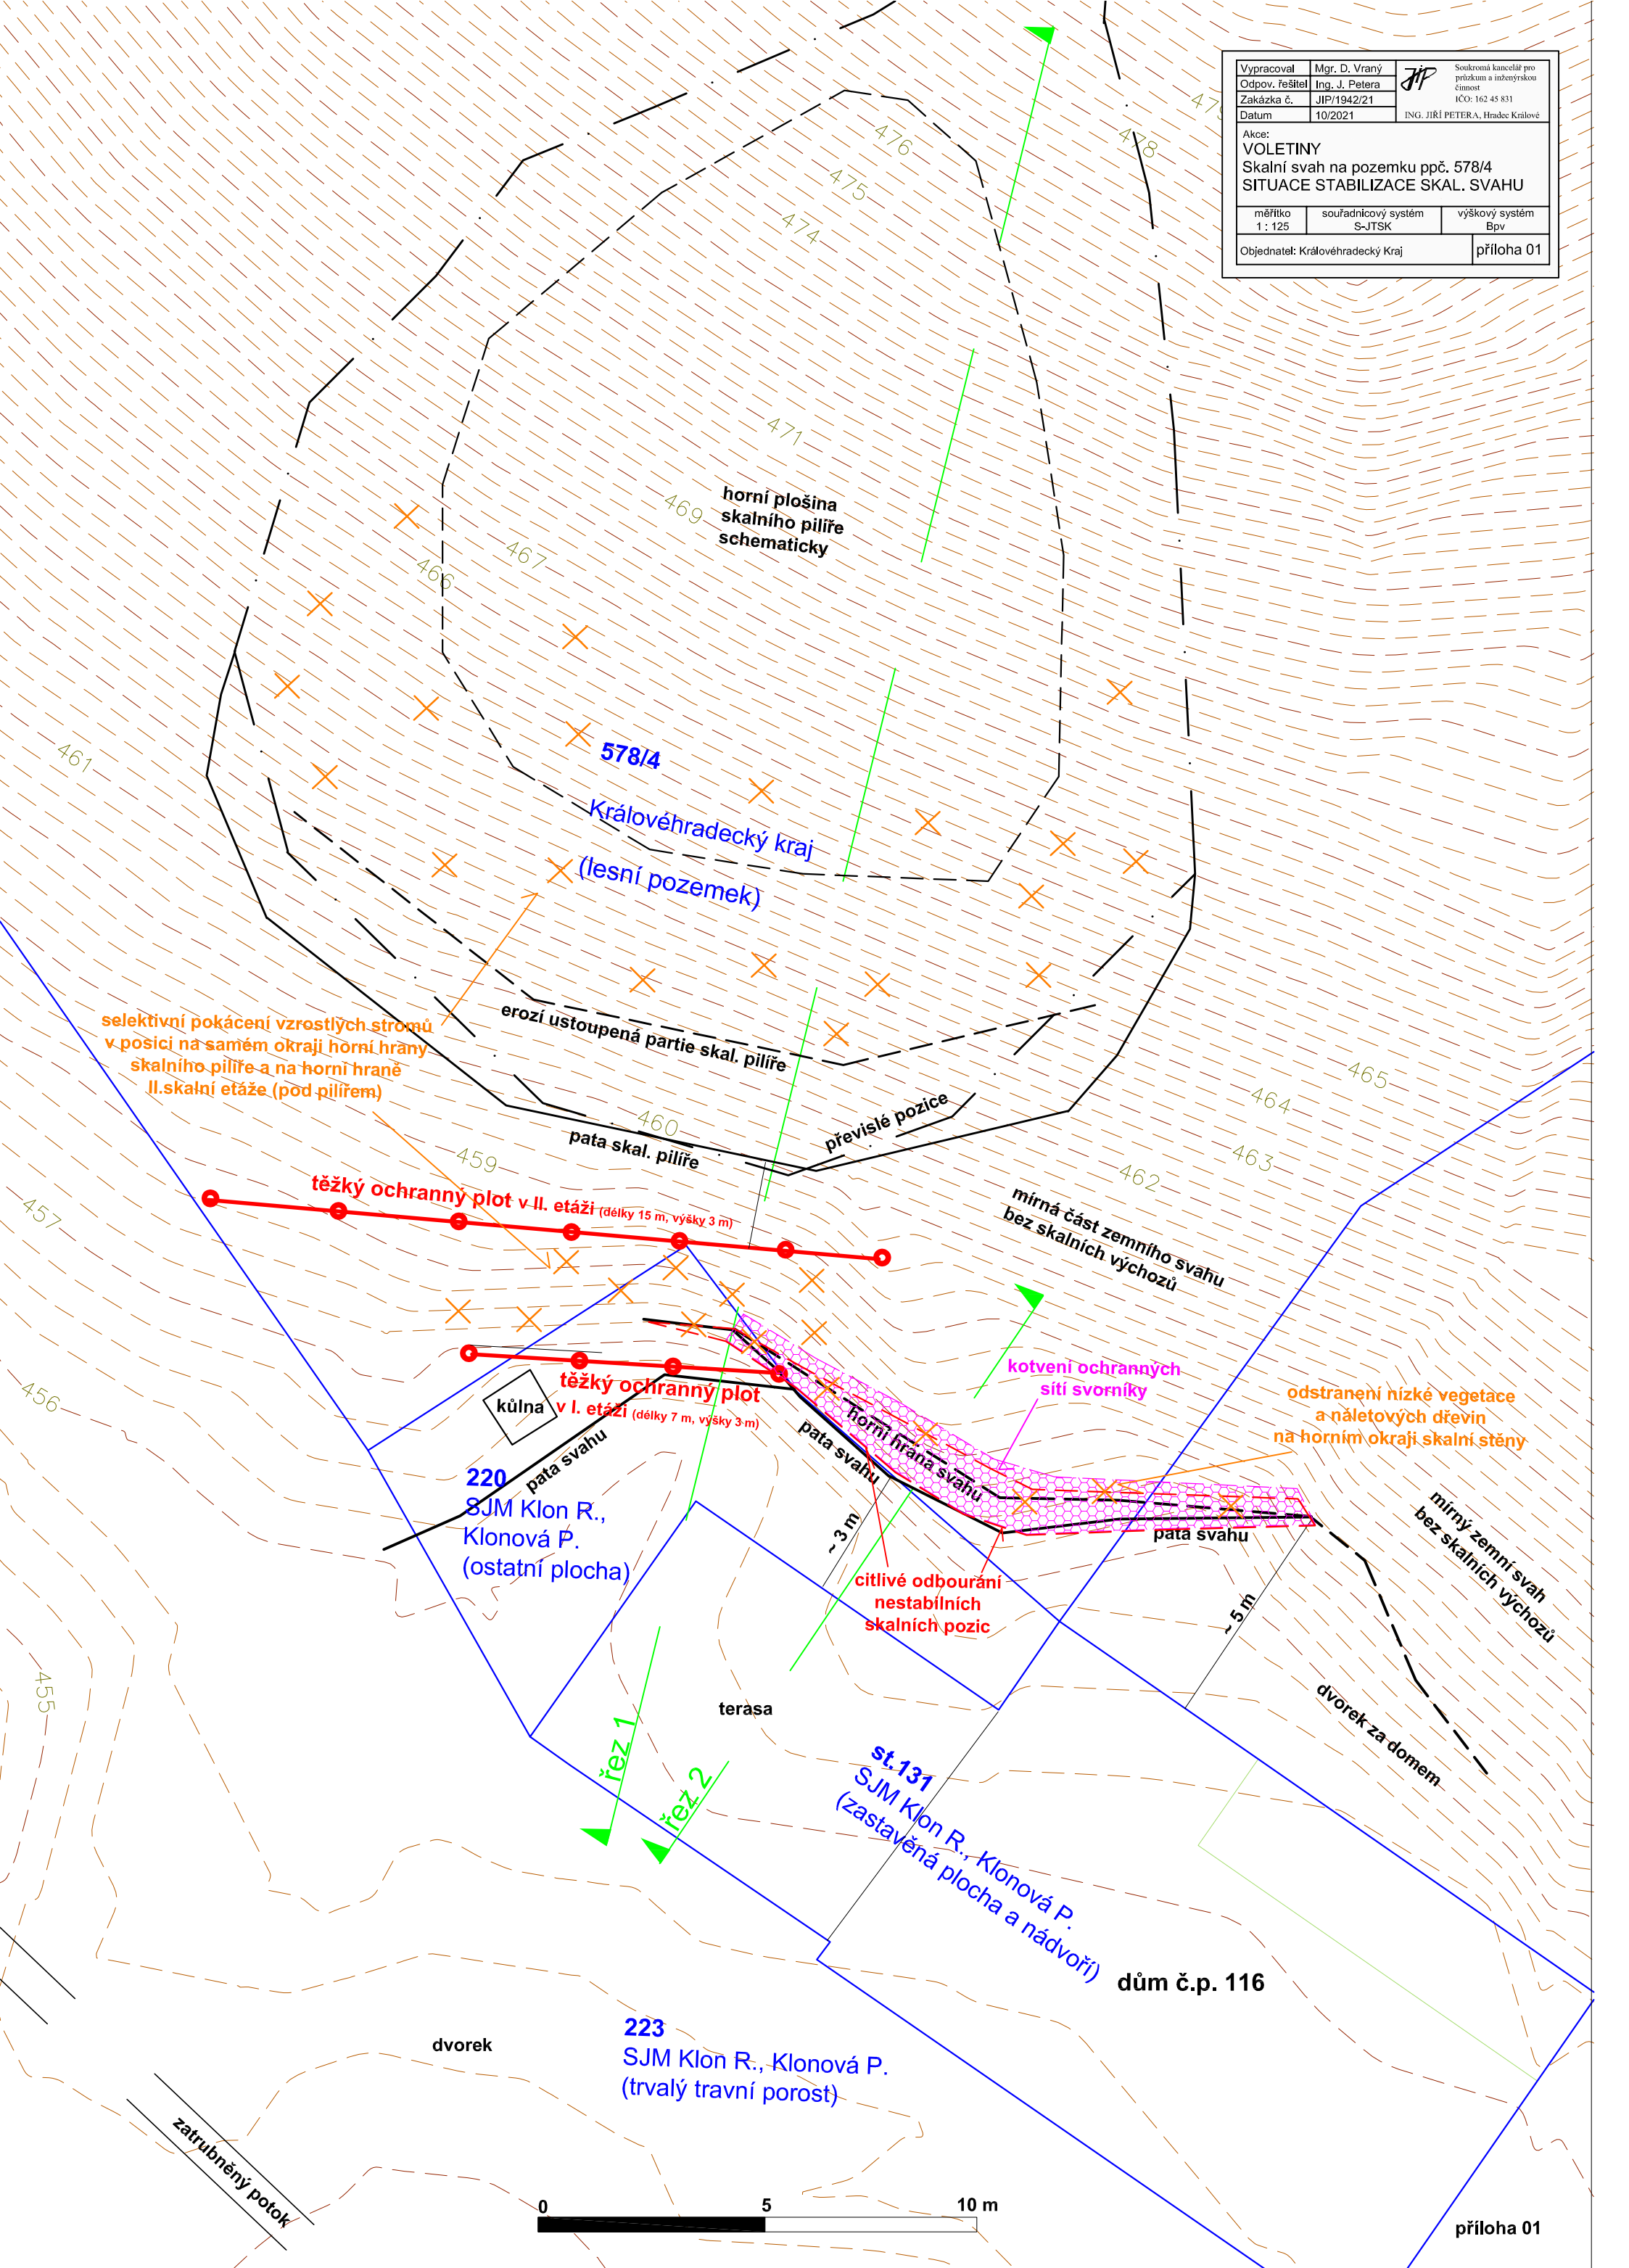 Vypracoval Mgr. D. Vraný
Odpov. řešitel Ing. J. Petera
Zakázka č. JIP/1942/21
Datum 10/2021
JIP
Soukromá kancelář pro
průzkum a inženýrskou
činnost
IČO: 162 45 831
ING. JIŘÍ PETERA, Hradec Králové
Akce:
VOLETINY
Skalní svah na pozemku ppč. 578/4
SITUACE STABILIZACE SKAL. SVAHU
měřítko
1 : 125
souřadnicový systém
S-JTSK
výškový systém
Bpv
Objednatel: Královéhradecký Kraj
příloha 01
479
478
476
475
474
471
469
467
466
horní plošina
skalního pilíře
schematicky
461
578/4
Královéhradecký kraj
(lesní pozemek)
erozí ustoupená partie skal. pilíře
selektivní pokácení vzrostlých stromů
v posici na samém okraji horní hrany
skalního pilíře a na horní hraně
II.skalní etáže (pod pilířem)
465
464
463
462
460
459
457
456
455
převislé pozice
pata skal. pilíře
těžký ochranný plot v II. etáži (délky 15 m, výšky 3 m)
mírná část zemního svahu
bez skalních výchozů
kotvení ochranných
sítí svorníky
odstranení nízké vegetace
a náletových dřevin
na horním okraji skalní stěny
těžký ochranný plot
v I. etáži (délky 7 m, výšky 3 m)
kůlna
pata svahu
pata svahu
horní hrana svahu
pata svahu
mírný zemní svah
bez skalních výchozů
220
SJM Klon R.,
Klonová P.
(ostatní plocha)
~ 3 m
citlivé odbourání
nestabilních
skalních pozic
~ 5 m
terasa
dvorek za domem
řez 1
řez 2
st.131
SJM Klon R., Klonová P.
(zastavěná plocha a nádvoří)
dům č.p. 116
dvorek
223
SJM Klon R., Klonová P.
(trvalý travní porost)
zatrubněný potok
0 5 10 m
příloha 01